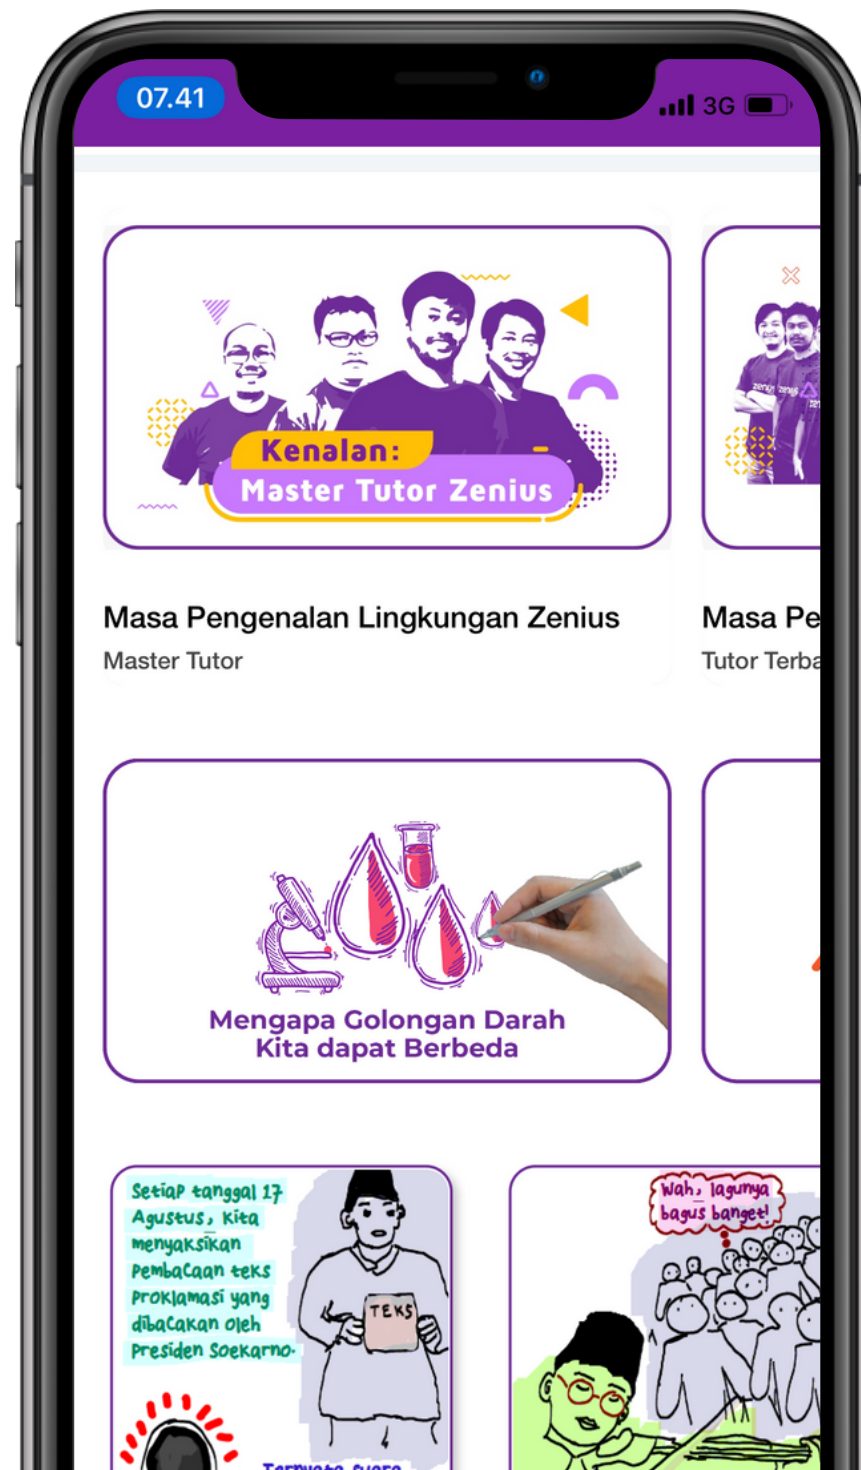 07.41
3G
Kenalan:
Master Tutor Zenius
Masa Pengenalan Lingkungan Zenius
Master Tutor
Masa Pe
Tutor Terba
Mengapa Golongan Darah
Kita dapat Berbeda
Setiap tanggal 17
Agustus, kita
menyaksikan
pembacaan teks
proklamasi yang
dibacakan oleh
Presiden Soekarno.
TEKS
Ternyata suara
Wah, lagunya
bagus banget!